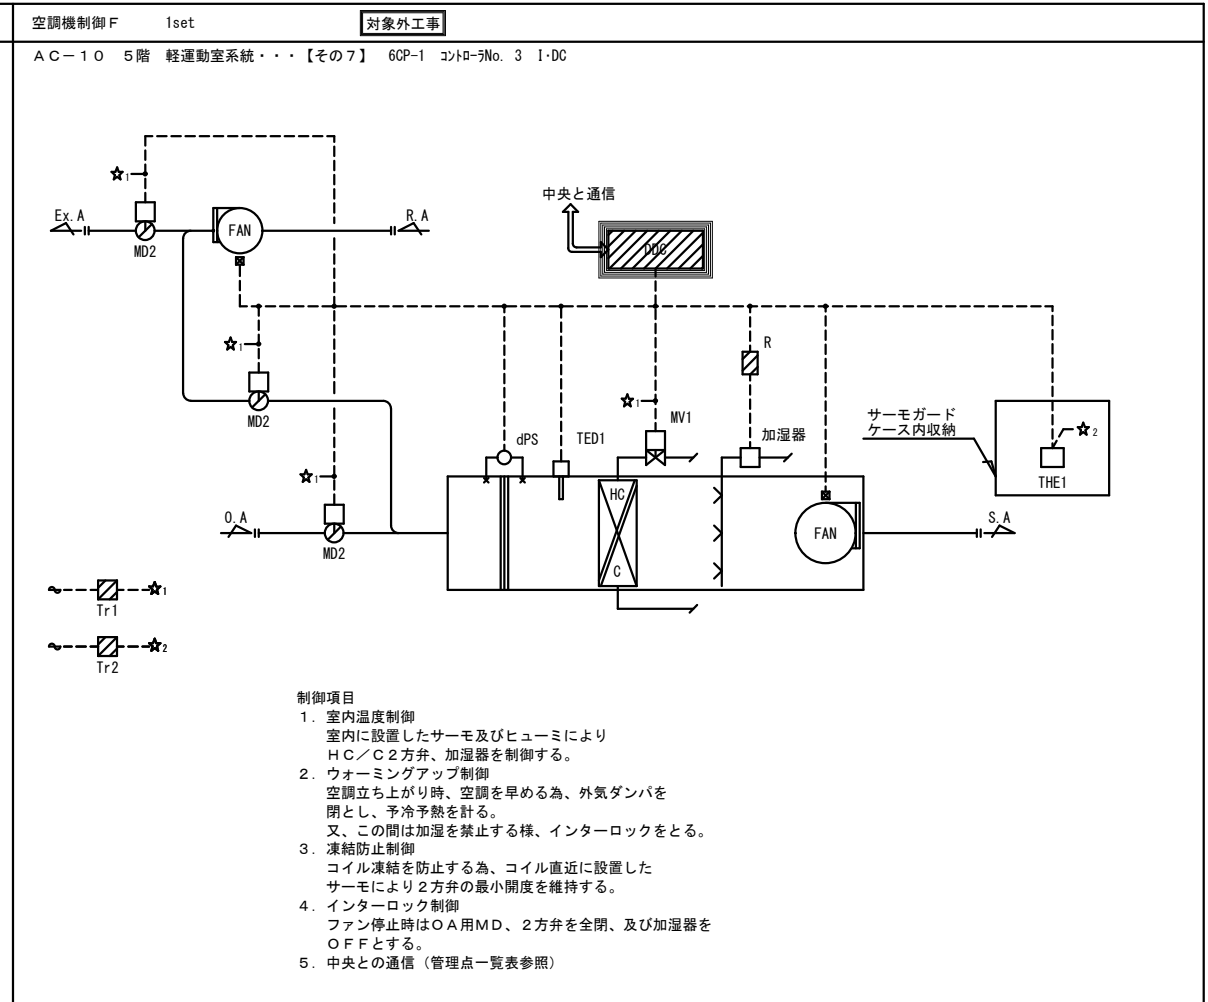 空調機制御F 1set 対象外工事
AC-10 5階 軽運動室系統・・・【その7】 6CP-1 コントローラNo. 3 I・DC
☆1
中央と通信
Ex. A
FAN
R. A
MD2
DDC
☆1
R
MD2
☆1
MV1
サーモガード
ケース内収納
☆2
dPS
TED1
加湿器
THE1
☆1
HC
O. A
MD2
FAN
S. A
C
☆1
Tr1
☆2
Tr2
制御項目
1. 室内温度制御
室内に設置したサーモ及びヒューミにより
HC/C2方弁、加湿器を制御する。
2. ウォーミングアップ制御
空調立ち上がり時、空調を早める為、外気ダンパを
閉とし、予冷予熱を計る。
又、この間は加湿を禁止する様、インターロックをとる。
3. 凍結防止制御
コイル凍結を防止する為、コイル直近に設置した
サーモにより2方弁の最小開度を維持する。
4. インターロック制御
ファン停止時はOA用MD、2方弁を全閉、及び加湿器を
OFFとする。
5. 中央との通信(管理点一覧表参照)